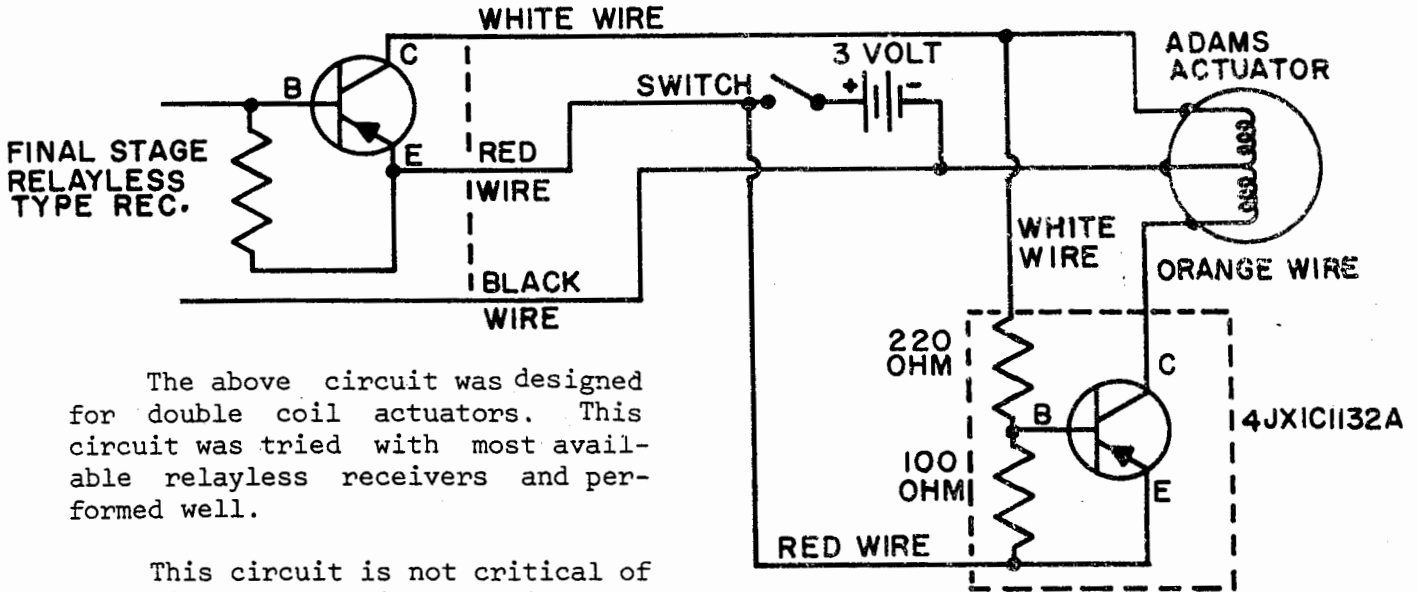 WHITE WIRE
C
B
E
FINAL STAGE
RELAYLESS
TYPE REC.
RED
WIRE
BLACK
WIRE
SWITCH
3 VOLT
+ -
ADAMS
ACTUATOR
WHITE
WIRE
ORANGE WIRE
220
OHM
C
B
100
OHM
E
4JX1C1132A
RED WIRE
The above circuit was designed
for double coil actuators. This
circuit was tried with most avail-
able relayless receivers and per-
formed well.
This circuit is not critical of